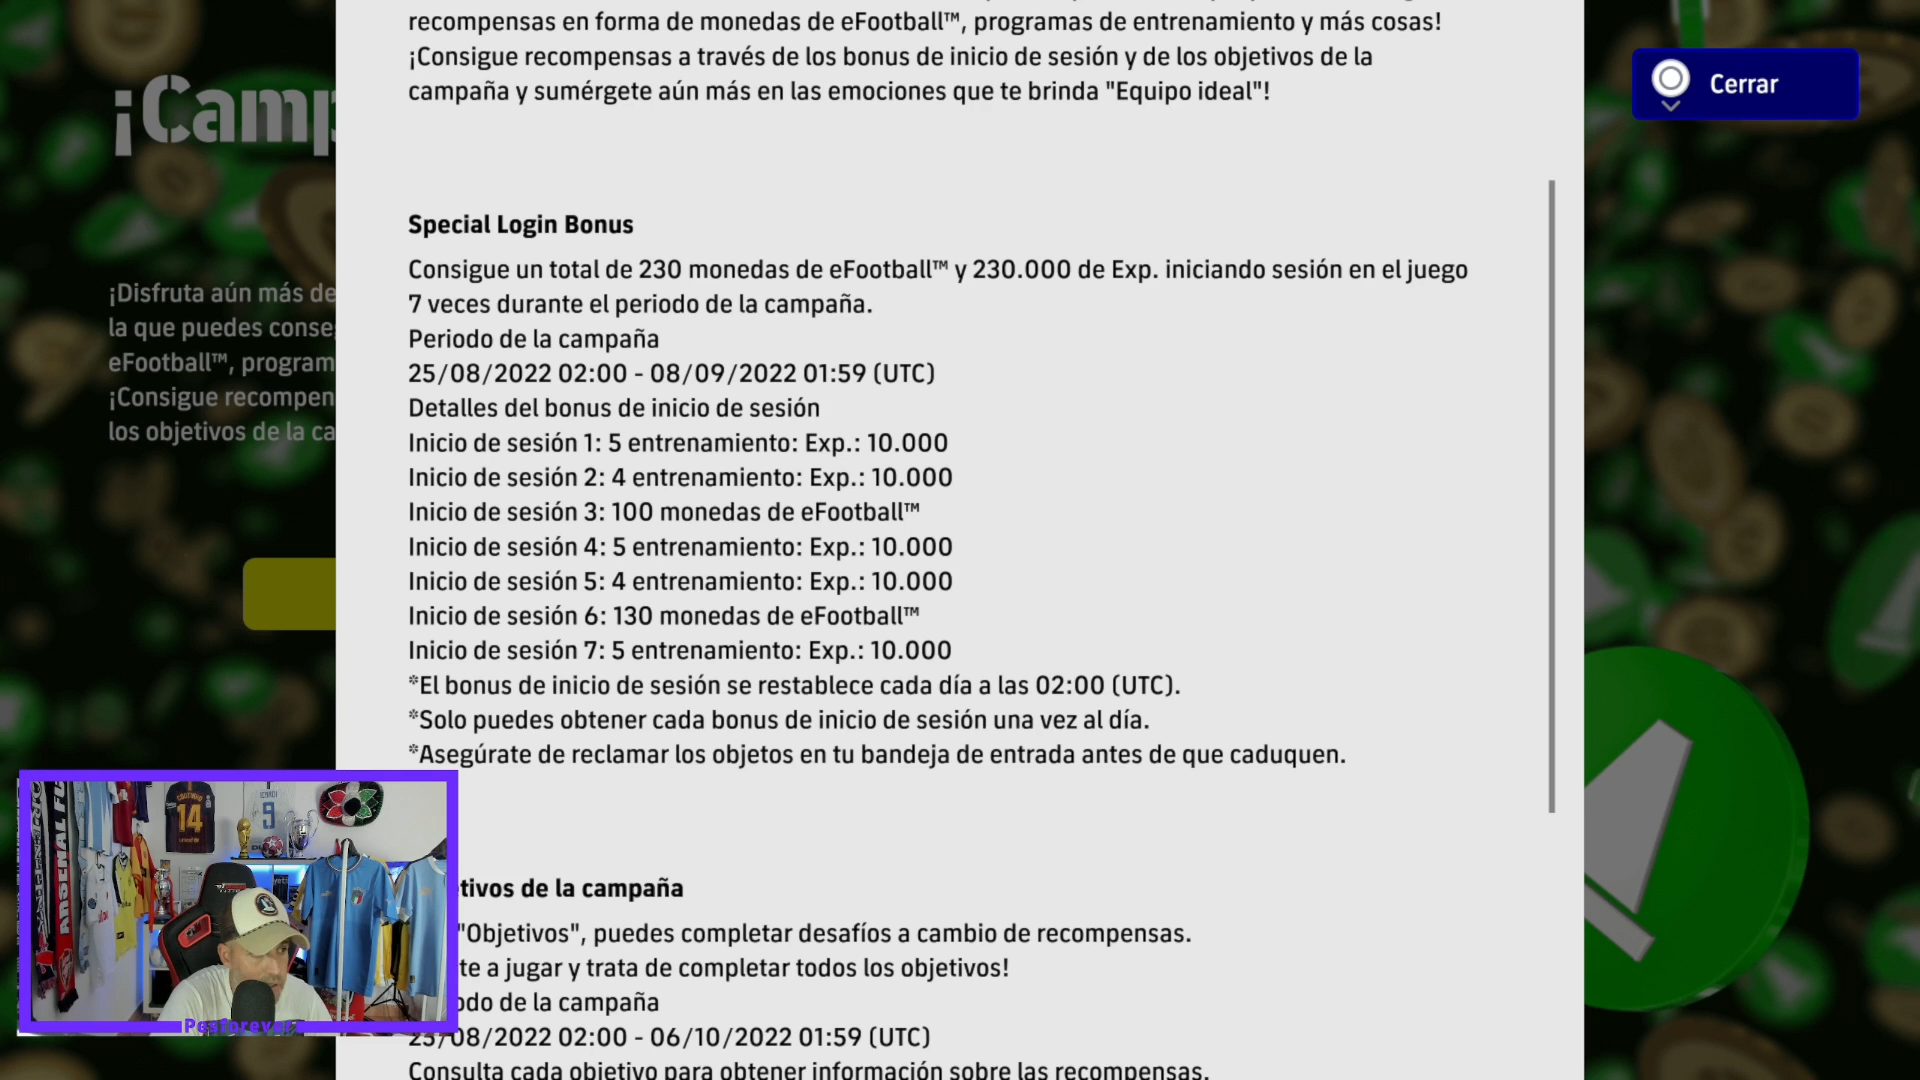 recompensas en forma de monedas de eFootball™, programas de entrenamiento y más cosas!
¡Consigue recompensas a través de los bonus de inicio de sesión y de los objetivos de la
campaña y sumérgete aún más en las emociones que te brinda "Equipo ideal"!
Cerrar
¡Camp
¡Disfruta aún más de
la que puedes conse
eFootball™, program
¡Consigue recompen
los objetivos de la ca
Special Login Bonus
Consigue un total de 230 monedas de eFootball™ y 230.000 de Exp. iniciando sesión en el juego
7 veces durante el periodo de la campaña.
Periodo de la campaña
25/08/2022 02:00 - 08/09/2022 01:59 (UTC)
Detalles del bonus de inicio de sesión
Inicio de sesión 1: 5 entrenamiento: Exp.: 10.000
Inicio de sesión 2: 4 entrenamiento: Exp.: 10.000
Inicio de sesión 3: 100 monedas de eFootball™
Inicio de sesión 4: 5 entrenamiento: Exp.: 10.000
Inicio de sesión 5: 4 entrenamiento: Exp.: 10.000
Inicio de sesión 6: 130 monedas de eFootball™
Inicio de sesión 7: 5 entrenamiento: Exp.: 10.000
*El bonus de inicio de sesión se restablece cada día a las 02:00 (UTC).
*Solo puedes obtener cada bonus de inicio de sesión una vez al día.
*Asegúrate de reclamar los objetos en tu bandeja de entrada antes de que caduquen.
etivos de la campaña
"Objetivos", puedes completar desafíos a cambio de recompensas.
te a jugar y trata de completar todos los objetivos!
odo de la campaña
25/08/2022 02:00 - 06/10/2022 01:59 (UTC)
Consulta cada objetivo para obtener información sobre las recompensas.
ARSENAL FC
14
9
Pesforever